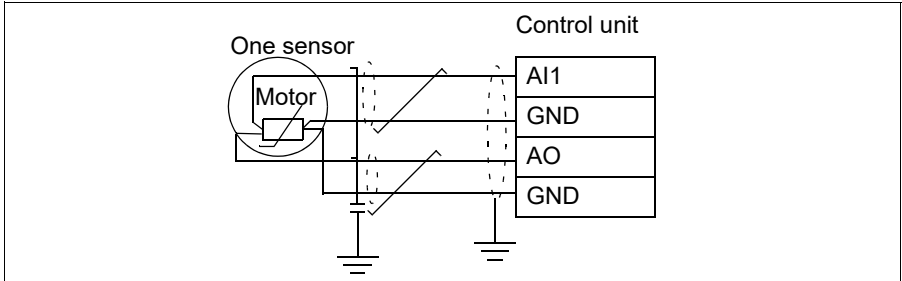 Control unit
One sensor
Motor
AI1
GND
AO
GND